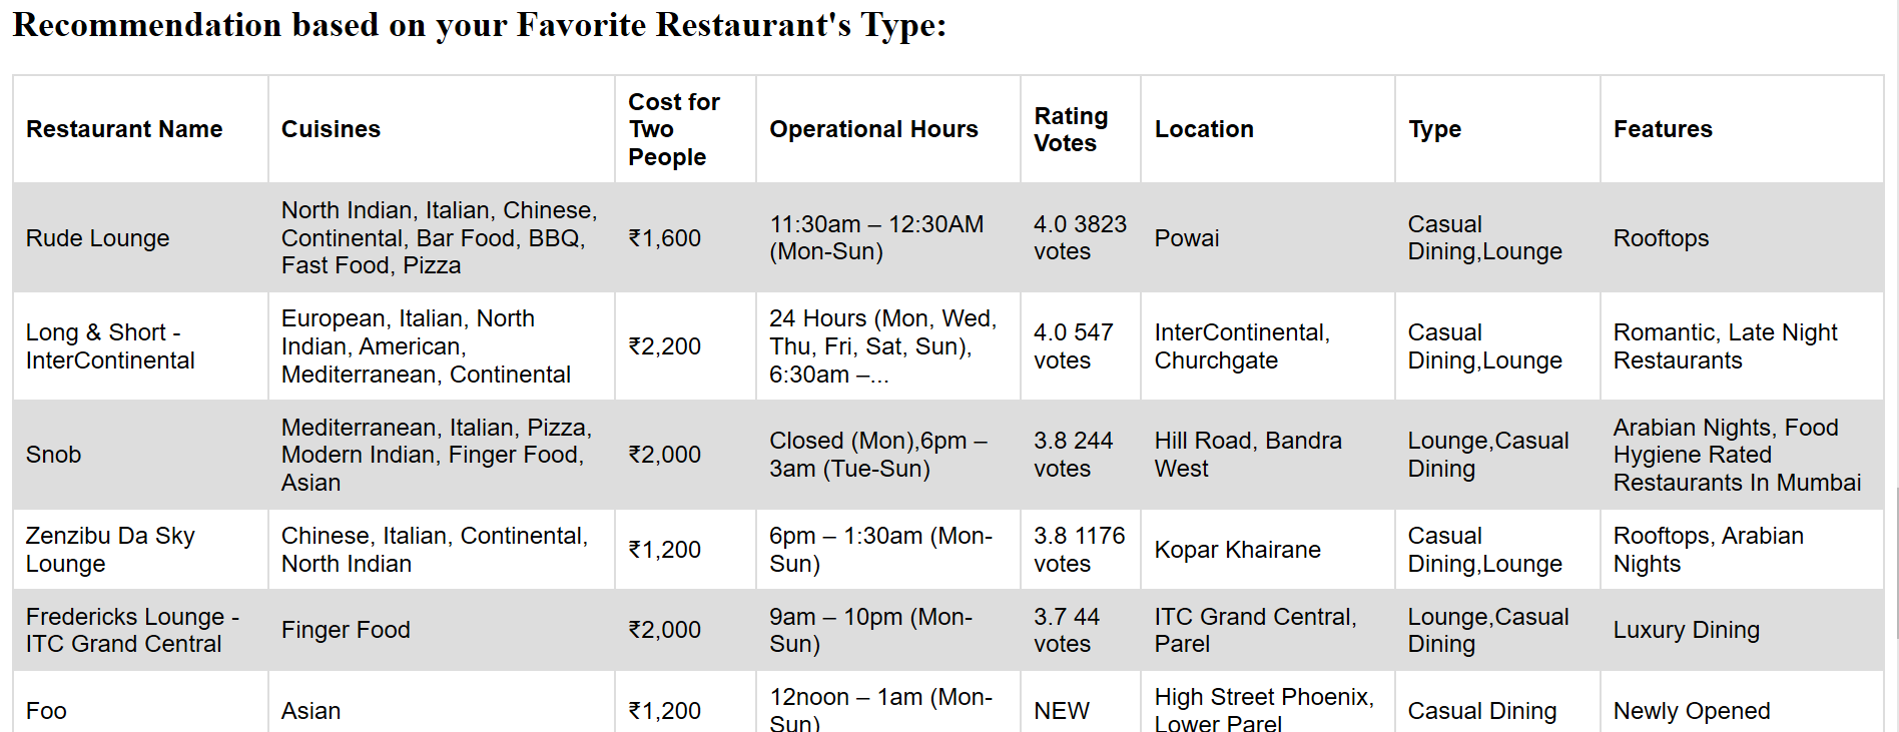 Recommendation based on your Favorite Restaurant's Type:
Restaurant Name
Cuisines
Cost for
Two
People
Operational Hours
Rating
Votes
Location
Type
Features
Rude Lounge
North Indian, Italian, Chinese,
Continental, Bar Food, BBQ,
Fast Food, Pizza
₹1,600
11:30am – 12:30AM
(Mon-Sun)
4.0 3823
votes
Powai
Casual
Dining,Lounge
Rooftops
Long & Short -
InterContinental
European, Italian, North
Indian, American,
Mediterranean, Continental
₹2,200
24 Hours (Mon, Wed,
Thu, Fri, Sat, Sun),
6:30am –...
4.0 547
votes
InterContinental,
Churchgate
Casual
Dining,Lounge
Romantic, Late Night
Restaurants
Snob
Mediterranean, Italian, Pizza,
Modern Indian, Finger Food,
Asian
₹2,000
Closed (Mon),6pm –
3am (Tue-Sun)
3.8 244
votes
Hill Road, Bandra
West
Lounge,Casual
Dining
Arabian Nights, Food
Hygiene Rated
Restaurants In Mumbai
Zenzibu Da Sky
Lounge
Chinese, Italian, Continental,
North Indian
₹1,200
6pm – 1:30am (Mon-
Sun)
3.8 1176
votes
Kopar Khairane
Casual
Dining,Lounge
Rooftops, Arabian
Nights
Fredericks Lounge -
ITC Grand Central
Finger Food
₹2,000
9am – 10pm (Mon-
Sun)
3.7 44
votes
ITC Grand Central,
Parel
Lounge,Casual
Dining
Luxury Dining
Foo
Asian
₹1,200
12noon – 1am (Mon-
Sun)
NEW
High Street Phoenix,
Lower Parel
Casual Dining
Newly Opened